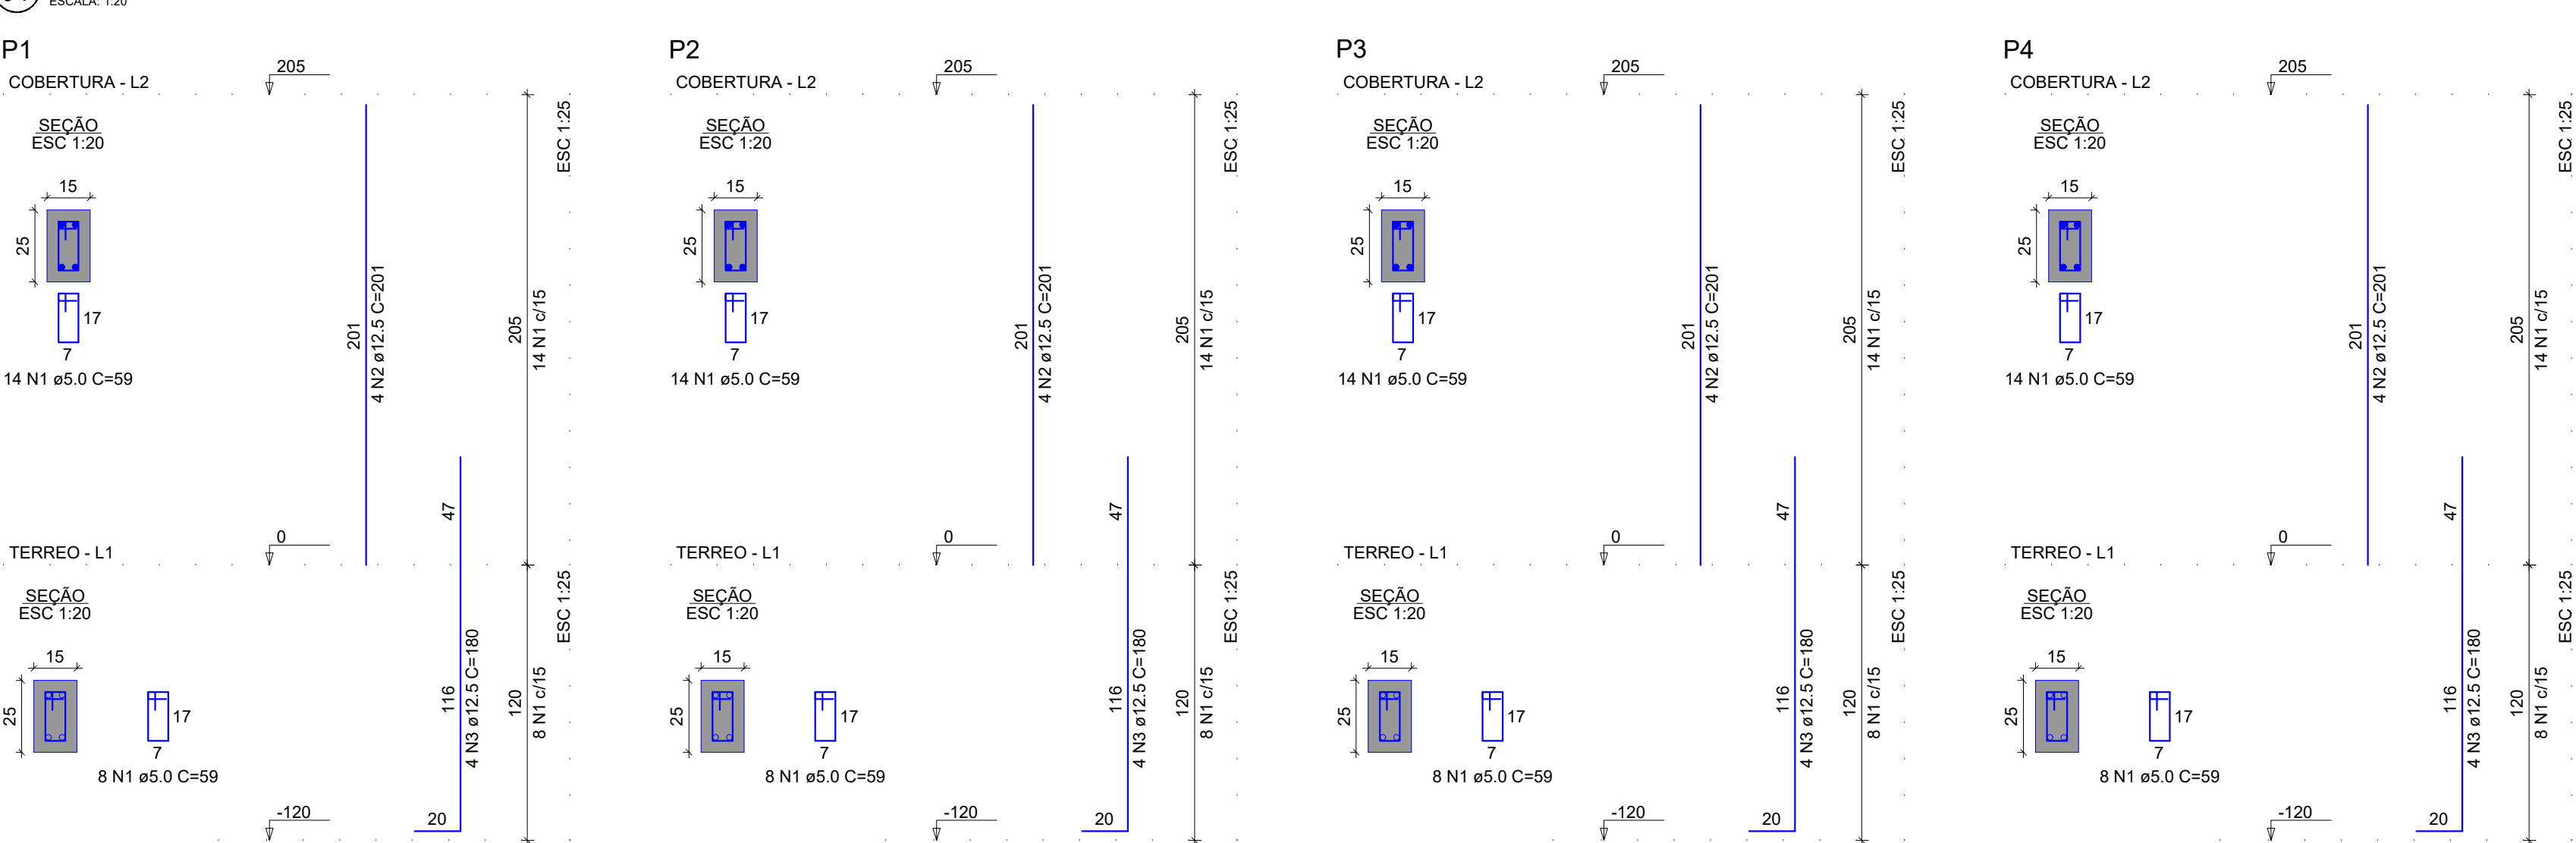 ESCALA: 1:20
P1
COBERTURA - L2
205
SEÇÃO
ESC 1:20
15
25
17
7
14 N1 ø5.0 C=59
201
4 N2 ø12.5 C=201
205
14 N1 c/15
ESC 1:25
47
TERREO - L1
0
SEÇÃO
ESC 1:20
15
25
17
7
8 N1 ø5.0 C=59
116
4 N3 ø12.5 C=180
120
8 N1 c/15
ESC 1:25
-120
20
P2
COBERTURA - L2
205
SEÇÃO
ESC 1:20
15
25
17
7
14 N1 ø5.0 C=59
201
4 N2 ø12.5 C=201
205
14 N1 c/15
ESC 1:25
47
TERREO - L1
0
SEÇÃO
ESC 1:20
15
25
17
7
8 N1 ø5.0 C=59
116
4 N3 ø12.5 C=180
120
8 N1 c/15
ESC 1:25
-120
20
P3
COBERTURA - L2
205
SEÇÃO
ESC 1:20
15
25
17
7
14 N1 ø5.0 C=59
201
4 N2 ø12.5 C=201
205
14 N1 c/15
ESC 1:25
47
TERREO - L1
0
SEÇÃO
ESC 1:20
15
25
17
7
8 N1 ø5.0 C=59
116
4 N3 ø12.5 C=180
120
8 N1 c/15
ESC 1:25
-120
20
P4
COBERTURA - L2
205
SEÇÃO
ESC 1:20
15
25
17
7
14 N1 ø5.0 C=59
201
4 N2 ø12.5 C=201
205
14 N1 c/15
ESC 1:25
47
TERREO - L1
0
SEÇÃO
ESC 1:20
15
25
17
7
8 N1 ø5.0 C=59
116
4 N3 ø12.5 C=180
120
8 N1 c/15
ESC 1:25
-120
20